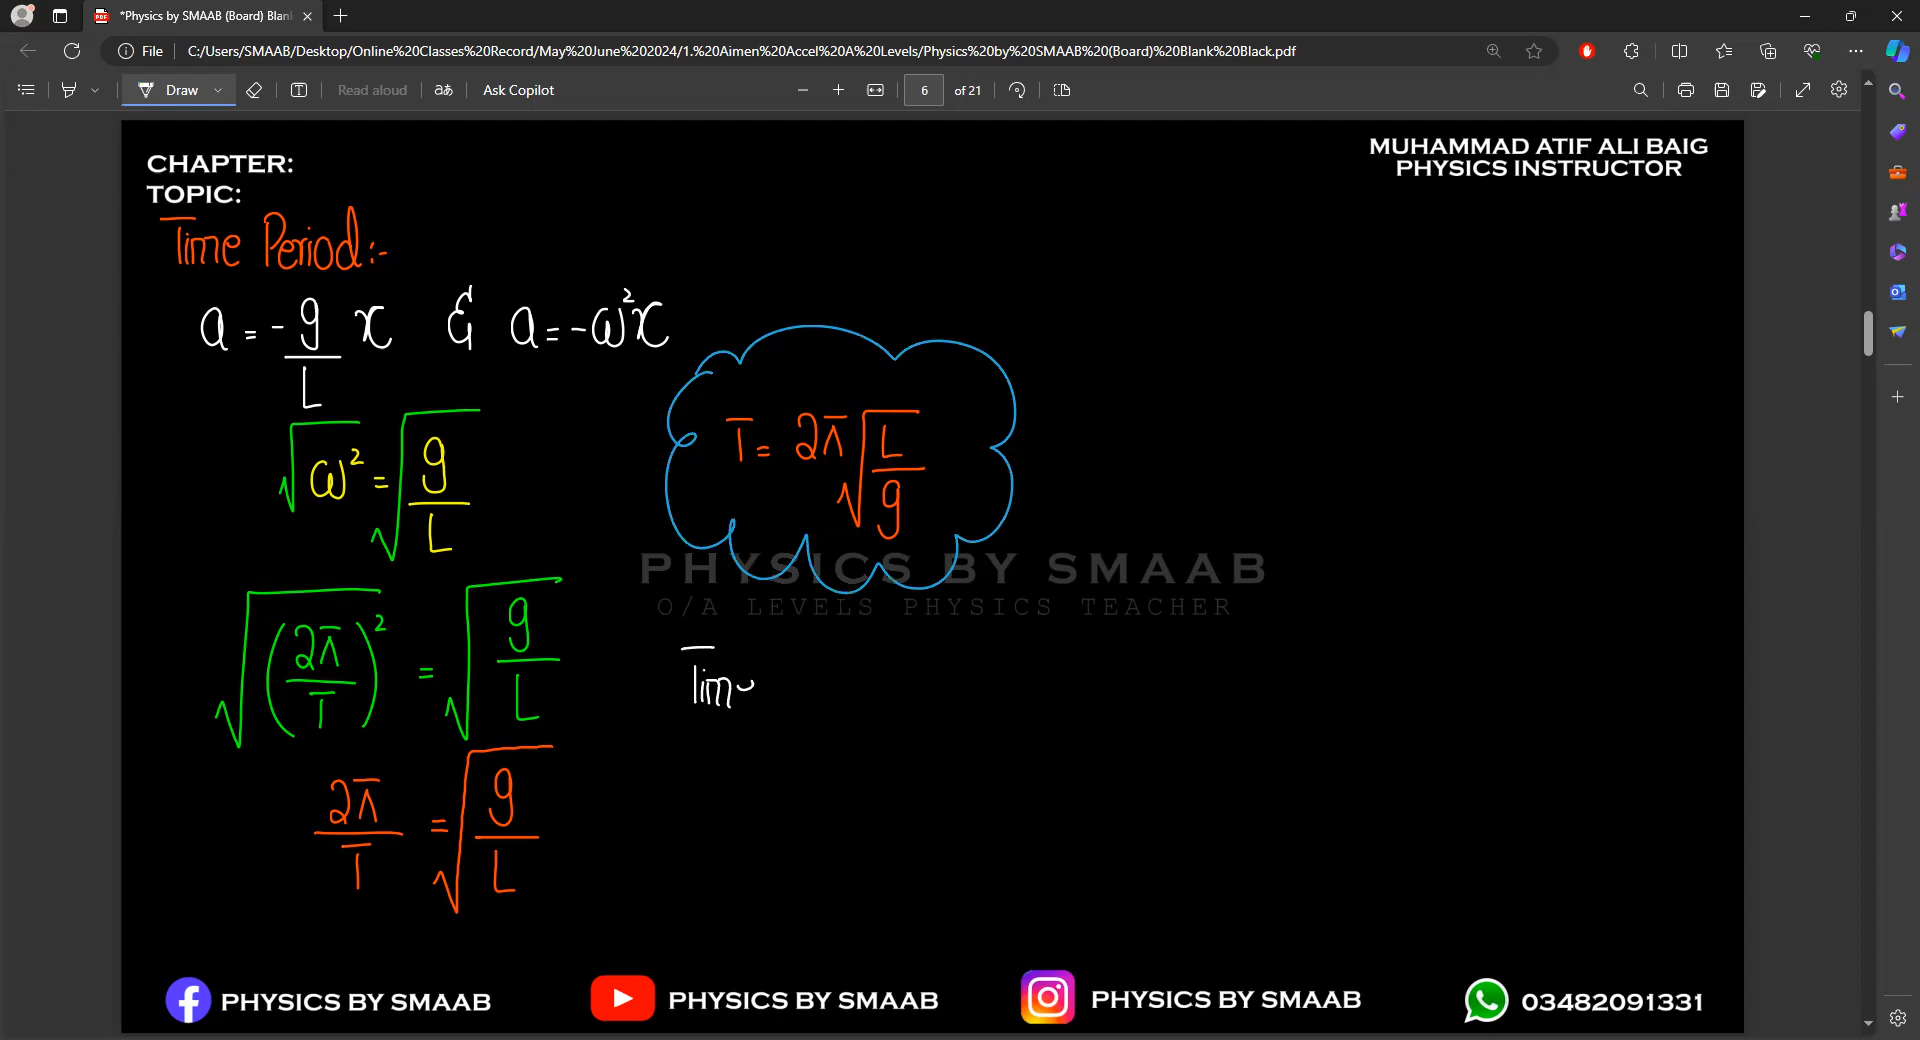 *Physics by SMAAB (Board) Blan
File C:/Users/SMAAB/Desktop/Online%20Classes%20Record/May%20June%202024/1.%20Aimen%20Accel%20A%20Levels/Physics%20by%20SMAAB%20(Board)%20Blank%20Black.pdf
Draw Read aloud aあ Ask Copilot 6 of 21
MUHAMMAD ATIF ALI BAIG
PHYSICS INSTRUCTOR
CHAPTER:
TOPIC:
Time Period:-
a = -g/L x & a = -ω²x
√ω² = √g/L
√(2π/T)² = √g/L
2π/T = √g/L
T = 2π√L/g
PHYSICS BY SMAAB
O/A LEVELS PHYSICS TEACHER
Tim
PHYSICS BY SMAAB PHYSICS BY SMAAB PHYSICS BY SMAAB 03482091331